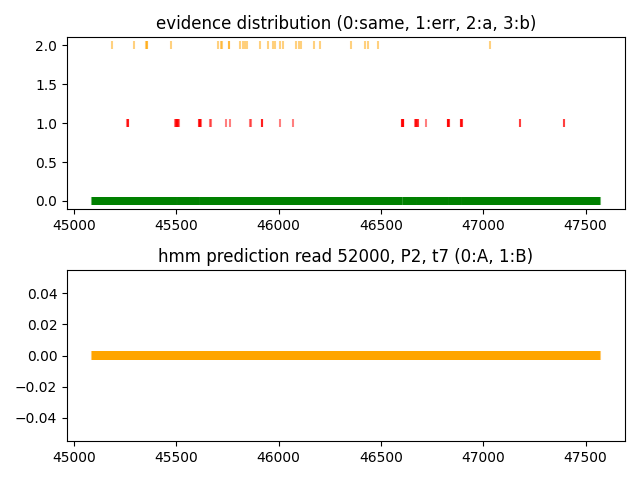 evidence distribution (0:same, 1:err, 2:a, 3:b)
2.0
1.5
1.0
0.5
0.0
45000 45500 46000 46500 47000 47500
hmm prediction read 52000, P2, t7 (0:A, 1:B)
0.04
0.02
0.00
−0.02
−0.04
45000 45500 46000 46500 47000 47500